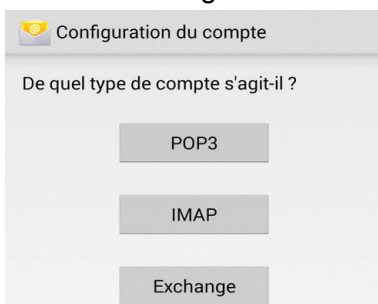 Configuration du compte
De quel type de compte s'agit-il ?
POP3
IMAP
Exchange